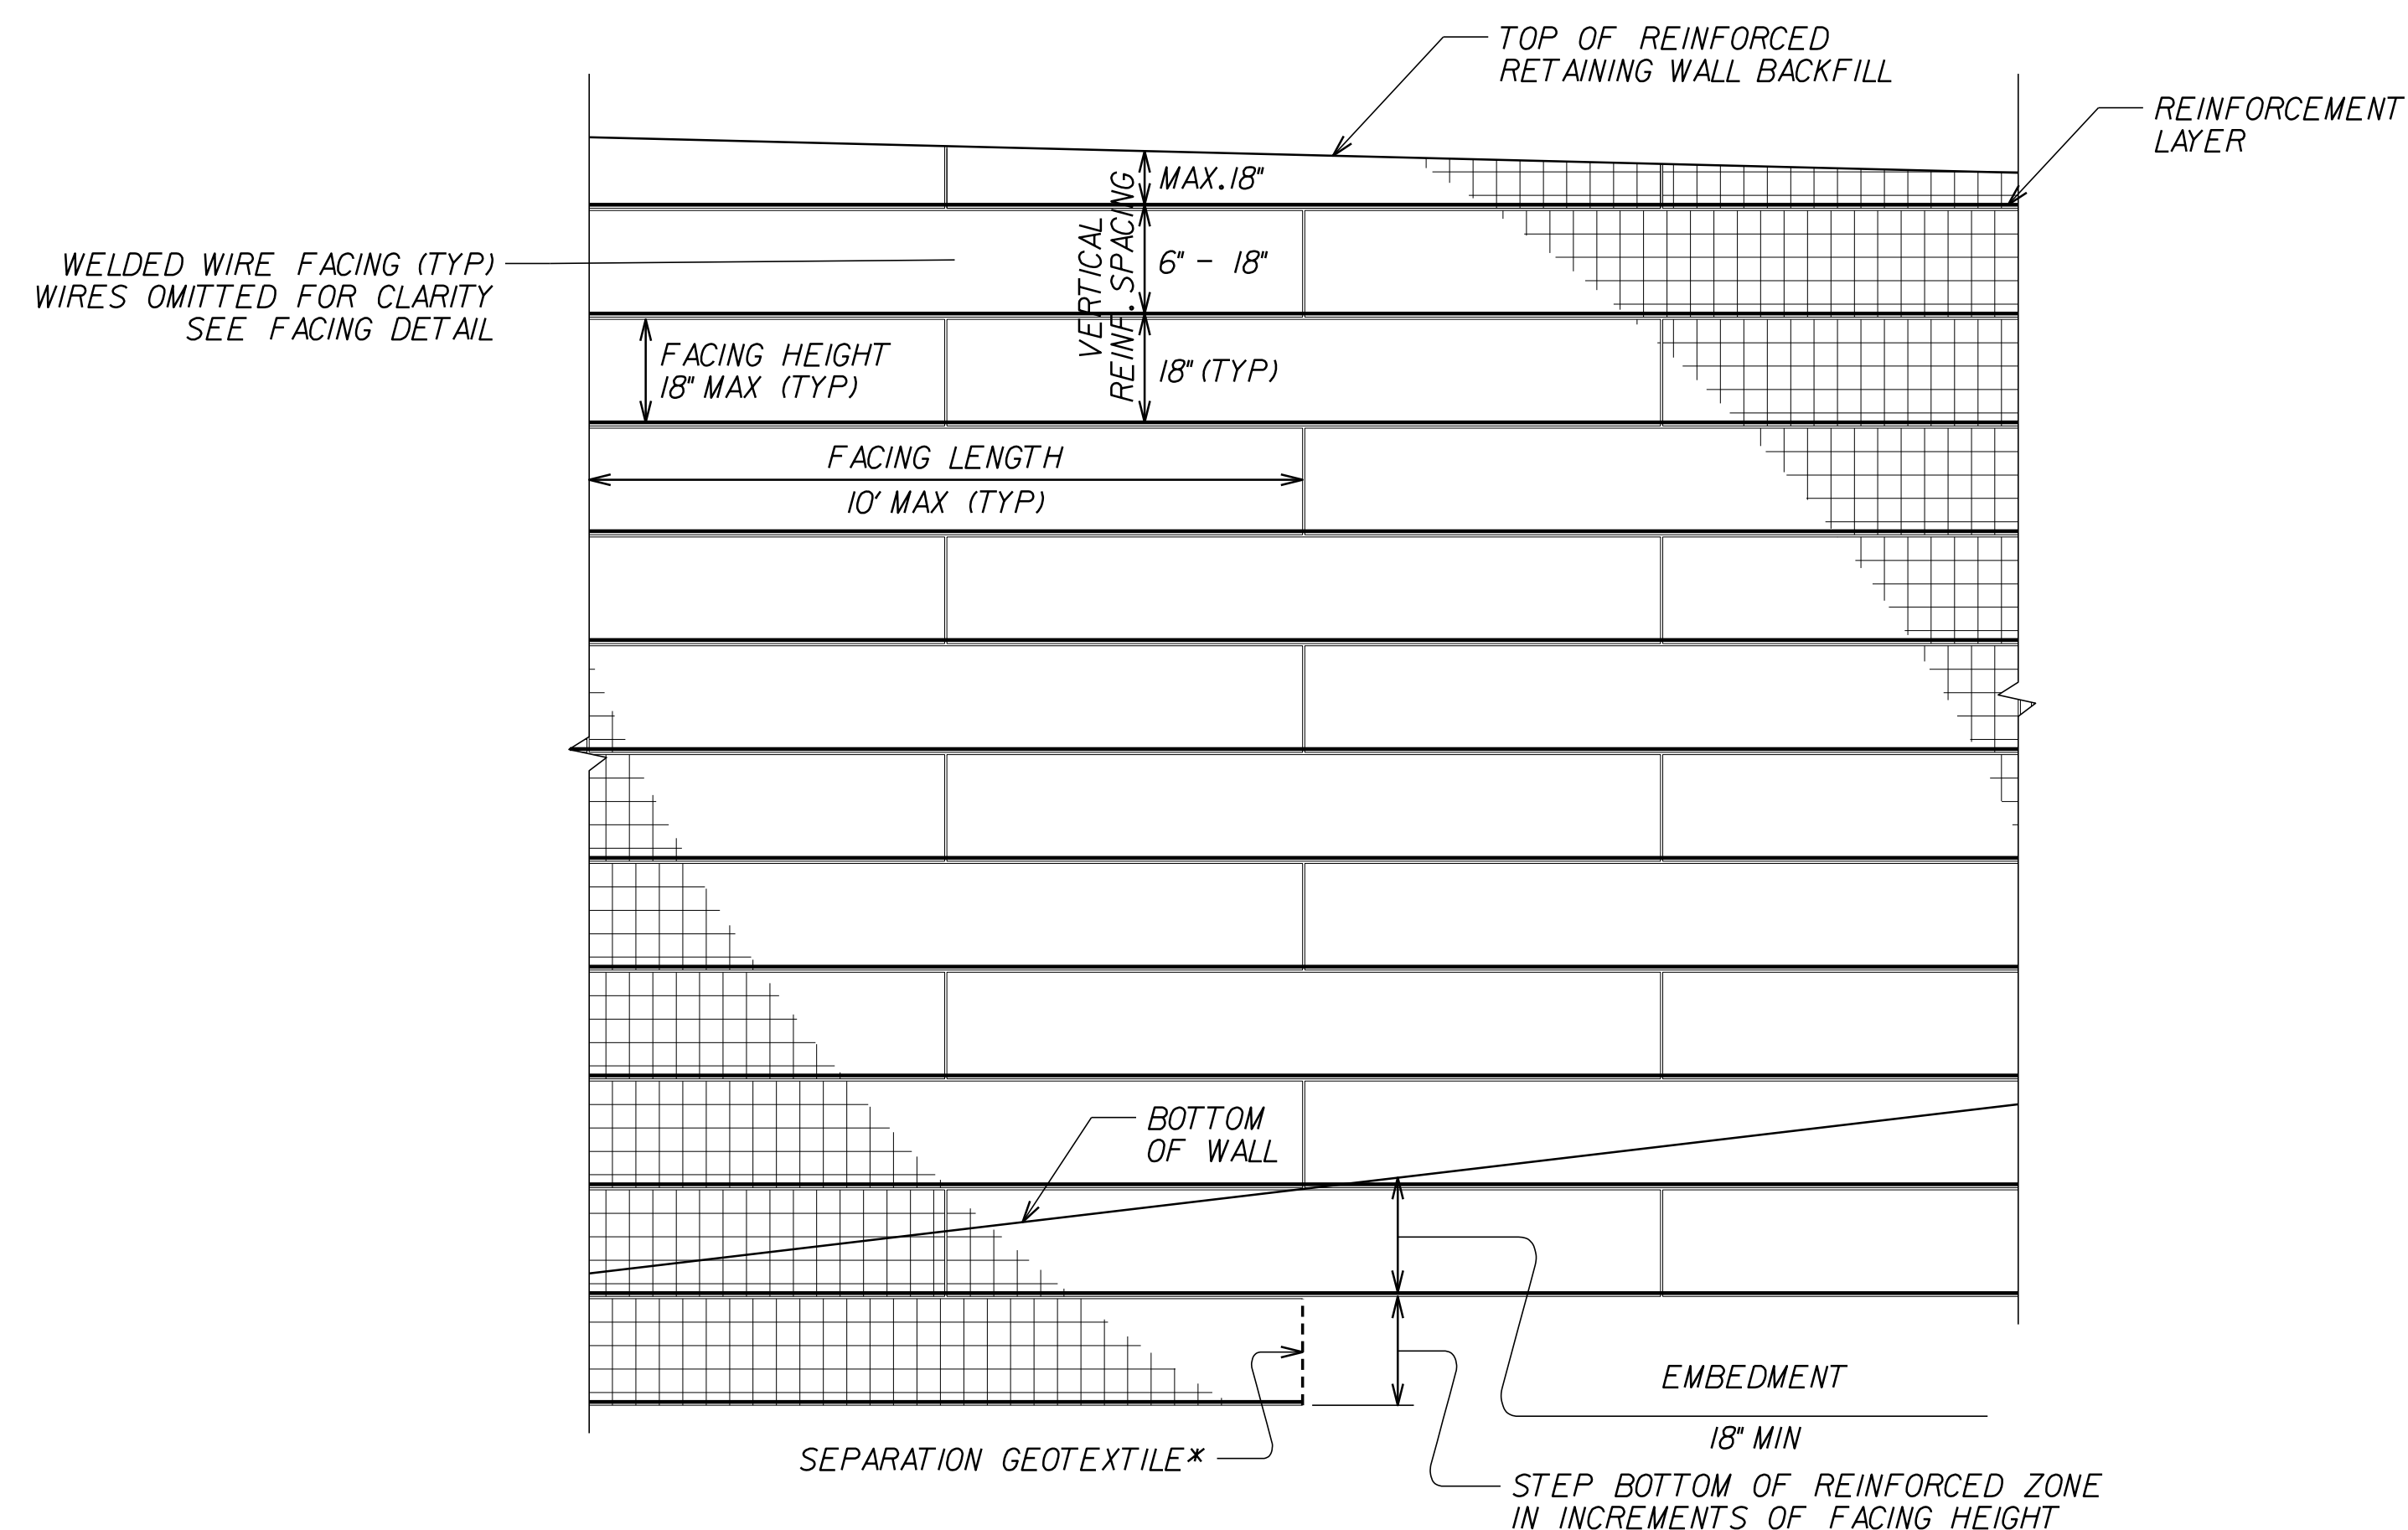 TOP OF REINFORCED
RETAINING WALL BACKFILL
REINFORCEMENT
LAYER
MAX. 18"
VERTICAL
REINF. SPACING
6" - 18"
18" (TYP)
WELDED WIRE FACING (TYP)
WIRES OMITTED FOR CLARITY
SEE FACING DETAIL
FACING HEIGHT
18" MAX (TYP)
FACING LENGTH
10' MAX (TYP)
BOTTOM
OF WALL
EMBEDMENT
18" MIN
SEPARATION GEOTEXTILE*
STEP BOTTOM OF REINFORCED ZONE
IN INCREMENTS OF FACING HEIGHT